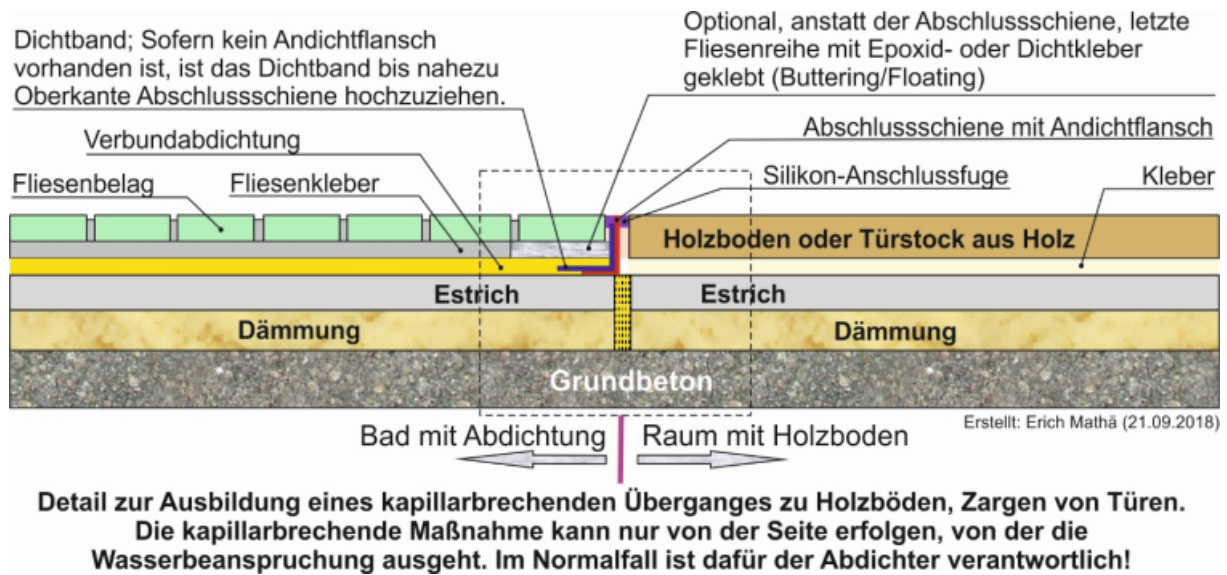 Dichtband; Sofern kein Andichtflansch
vorhanden ist, ist das Dichtband bis nahezu
Oberkante Abschlussschiene hochzuziehen.
Optional, anstatt der Abschlussschiene, letzte
Fliesenreihe mit Epoxid- oder Dichtkleber
geklebt (Buttering/Floating)
Verbundabdichtung
Abschlussschiene mit Andichtflansch
Fliesenbelag
Fliesenkleber
Silikon-Anschlussfuge
Kleber
Holzboden oder Türstock aus Holz
Estrich
Estrich
Dämmung
Dämmung
Grundbeton
Erstellt: Erich Mathä (21.09.2018)
Bad mit Abdichtung
Raum mit Holzboden
Detail zur Ausbildung eines kapillarbrechenden Überganges zu Holzböden, Zargen von Türen.
Die kapillarbrechende Maßnahme kann nur von der Seite erfolgen, von der die
Wasserbeanspruchung ausgeht. Im Normalfall ist dafür der Abdichter verantwortlich!